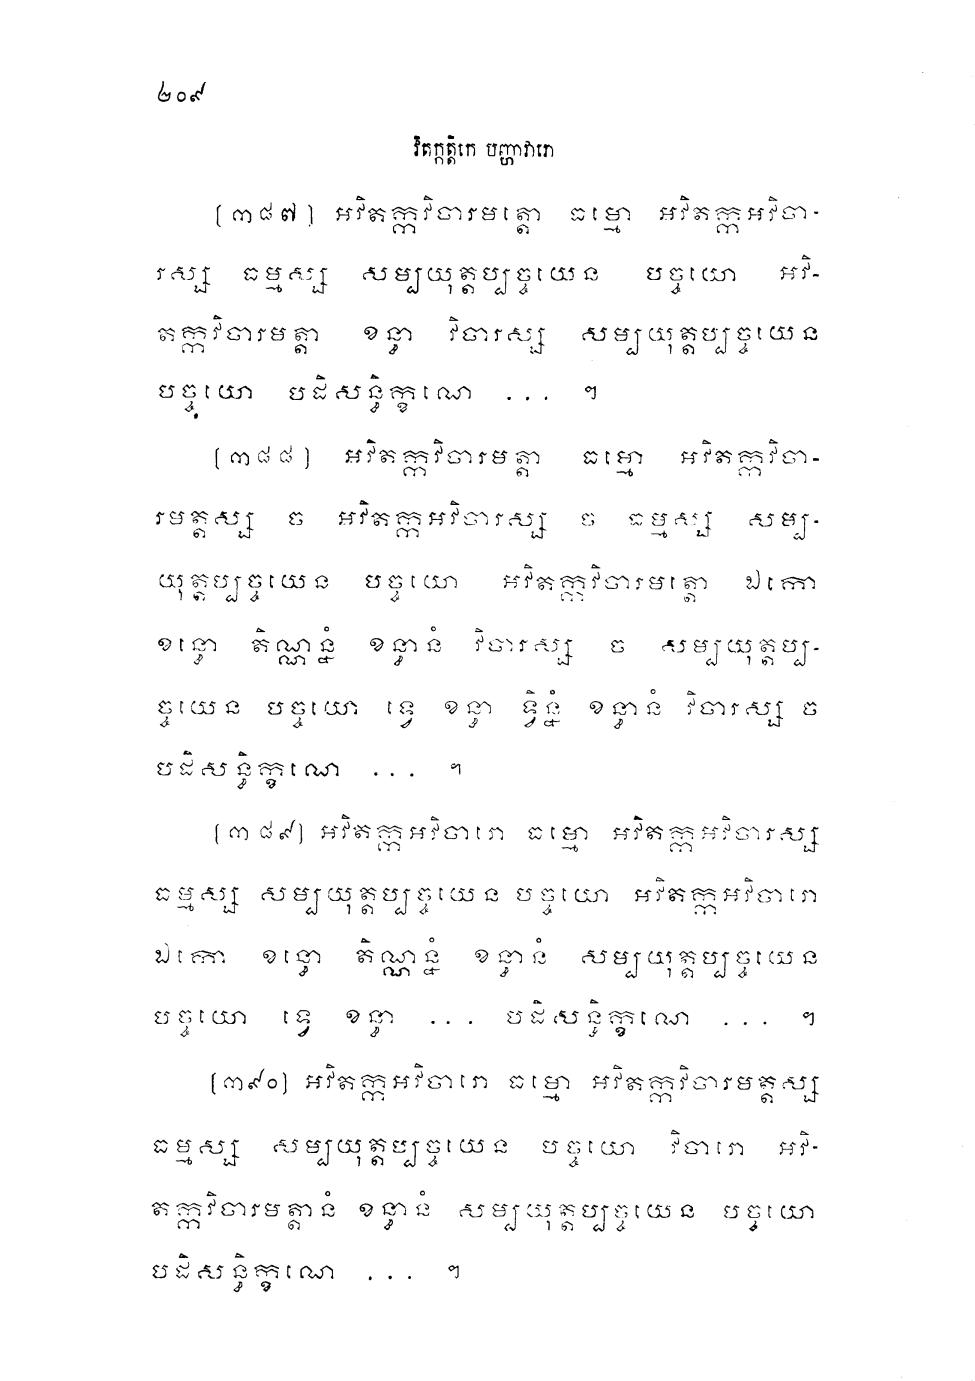 ២០៩
វិតក្កត្តិកេ បញ្ហាវារោ
(៣៨៧) អវិតក្កវិចារមត្តោ ធម្មោ អវិតក្កអវិចា-
រស្ស ធម្មស្ស សម្បយុត្តប្បច្ចយេន បច្ចយោ អវិ-
តក្កវិចារមត្តា ខន្ធា វិចារស្ស សម្បយុត្តប្បច្ចយេន
បច្ចយោ បដិសន្ធិក្ខណេ ... ។
(៣៨៨) អវិតក្កវិចារមត្តា ធម្មោ អវិតក្កវិចា-
រមត្តស្ស ច អវិតក្កអវិចារស្ស ច ធម្មស្ស សម្ប-
យុត្តប្បច្ចយេន បច្ចយោ អវិតក្កវិចារមត្តោ ឯកោ
ខន្ធោ តិណ្ណន្នំ ខន្ធានំ វិចារស្ស ច សម្បយុត្តប្ប-
ច្ចយេន បច្ចយោ ទ្វេ ខន្ធា ទ្វិន្នំ ខន្ធានំ វិចារស្ស ច
បដិសន្ធិក្ខណេ ... ។
(៣៨៩) អវិតក្កអវិចារោ ធម្មោ អវិតក្កអវិចារស្ស
ធម្មស្ស សម្បយុត្តប្បច្ចយេន បច្ចយោ អវិតក្កអវិចារោ
ឯកោ ខន្ធោ តិណ្ណន្នំ ខន្ធានំ សម្បយុត្តប្បច្ចយេន
បច្ចយោ ទ្វេ ខន្ធា ... បដិសន្ធិក្ខណេ ... ។
(៣៩០) អវិតក្កអវិចារោ ធម្មោ អវិតក្កវិចារមត្តស្ស
ធម្មស្ស សម្បយុត្តប្បច្ចយេន បច្ចយោ វិចារោ អវិ-
តក្កវិចារមត្តានំ ខន្ធានំ សម្បយុត្តប្បច្ចយេន បច្ចយោ
បដិសន្ធិក្ខណេ ... ។